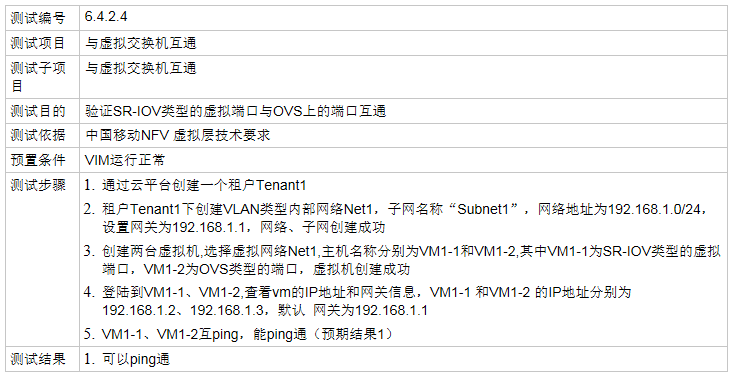 测试编号 6.4.2.4
测试项目 与虚拟交换机互通
测试子项 与虚拟交换机互通
目
测试目的 验证SR-IOV类型的虚拟端口与OVS上的端口互通
测试依据 中国移动NFV 虚拟层技术要求
预置条件 VIM运行正常
测试步骤 1. 通过云平台创建一个租户Tenant1
2. 租户Tenant1下创建VLAN类型内部网络Net1，子网名称“Subnet1”，网络地址为192.168.1.0/24，
设置网关为192.168.1.1，网络、子网创建成功
3. 创建两台虚拟机,选择虚拟网络Net1,主机名称分别为VM1-1和VM1-2,其中VM1-1为SR-IOV类型的虚拟
端口，VM1-2为OVS类型的端口，虚拟机创建成功
4. 登陆到VM1-1、VM1-2,查看vm的IP地址和网关信息，VM1-1 和VM1-2 的IP地址分别为
192.168.1.2、192.168.1.3，默认 网关为192.168.1.1
5. VM1-1、VM1-2互ping，能ping通（预期结果1）
测试结果 1. 可以ping通